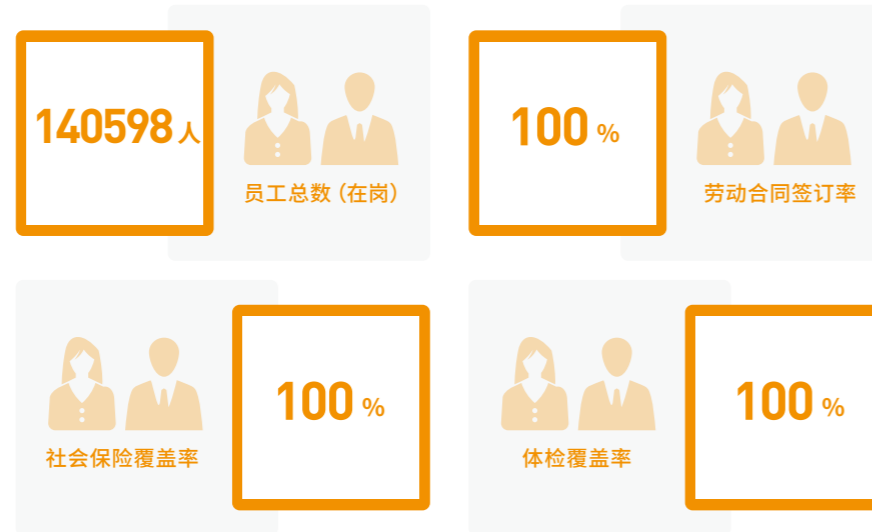 140598人
员工总数（在岗）
100 %
劳动合同签订率
社会保险覆盖率
100 %
体检覆盖率
100 %